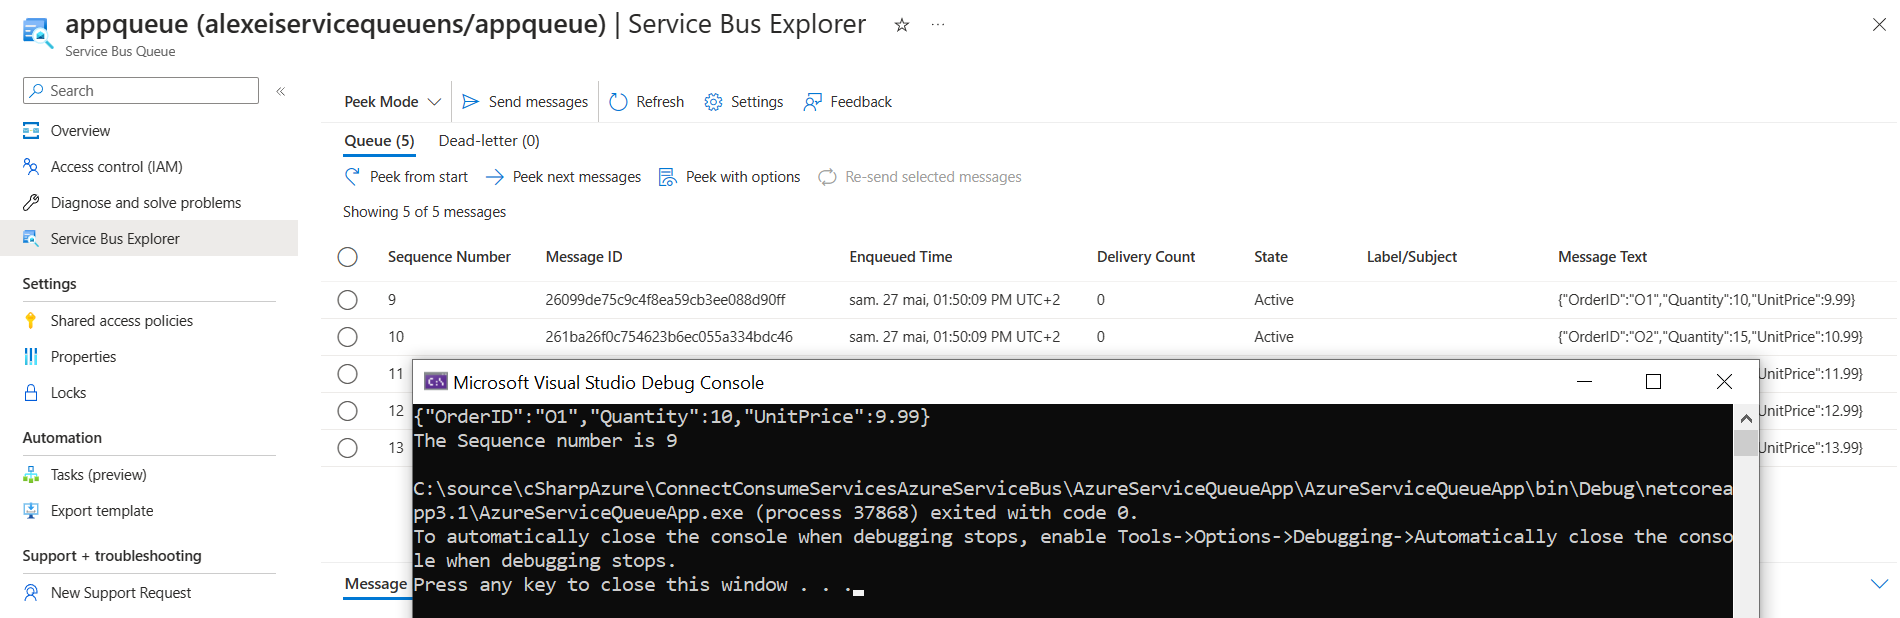 appqueue (alexeiservicequeuens/appqueue) | Service Bus Explorer ☆ ···
Service Bus Queue
Search «
Overview
Access control (IAM)
Diagnose and solve problems
Service Bus Explorer
Settings
Shared access policies
Properties
Locks
Automation
Tasks (preview)
Export template
Support + troubleshooting
New Support Request
Peek Mode Send messages Refresh Settings Feedback
Queue (5) Dead-letter (0)
Peek from start Peek next messages Peek with options Re-send selected messages
Showing 5 of 5 messages
Sequence Number Message ID Enqueued Time Delivery Count State Label/Subject Message Text
9 26099de75c9c4f8ea59cb3ee088d90ff sam. 27 mai, 01:50:09 PM UTC+2 0 Active {"OrderID":"O1","Quantity":10,"UnitPrice":9.99}
10 261ba26f0c754623b6ec055a334bdc46 sam. 27 mai, 01:50:09 PM UTC+2 0 Active {"OrderID":"O2","Quantity":15,"UnitPrice":10.99}
11 UnitPrice":11.99}
12 UnitPrice":12.99}
13 UnitPrice":13.99}
Message
C:\ Microsoft Visual Studio Debug Console
{"OrderID":"O1","Quantity":10,"UnitPrice":9.99}
The Sequence number is 9
C:\source\cSharpAzure\ConnectConsumeServicesAzureServiceBus\AzureServiceQueueApp\AzureServiceQueueApp\bin\Debug\netcorea
pp3.1\AzureServiceQueueApp.exe (process 37868) exited with code 0.
To automatically close the console when debugging stops, enable Tools->Options->Debugging->Automatically close the conso
le when debugging stops.
Press any key to close this window . . .